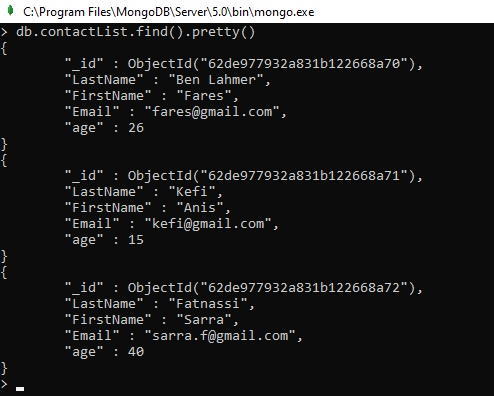 C:\Program Files\MongoDB\Server\5.0\bin\mongo.exe
> db.contactList.find().pretty()
{
        "_id" : ObjectId("62de977932a831b122668a70"),
        "LastName" : "Ben Lahmer",
        "FirstName" : "Fares",
        "Email" : "fares@gmail.com",
        "age" : 26
}
{
        "_id" : ObjectId("62de977932a831b122668a71"),
        "LastName" : "Kefi",
        "FirstName" : "Anis",
        "Email" : "kefi@gmail.com",
        "age" : 15
}
{
        "_id" : ObjectId("62de977932a831b122668a72"),
        "LastName" : "Fatnassi",
        "FirstName" : "Sarra",
        "Email" : "sarra.f@gmail.com",
        "age" : 40
}
>